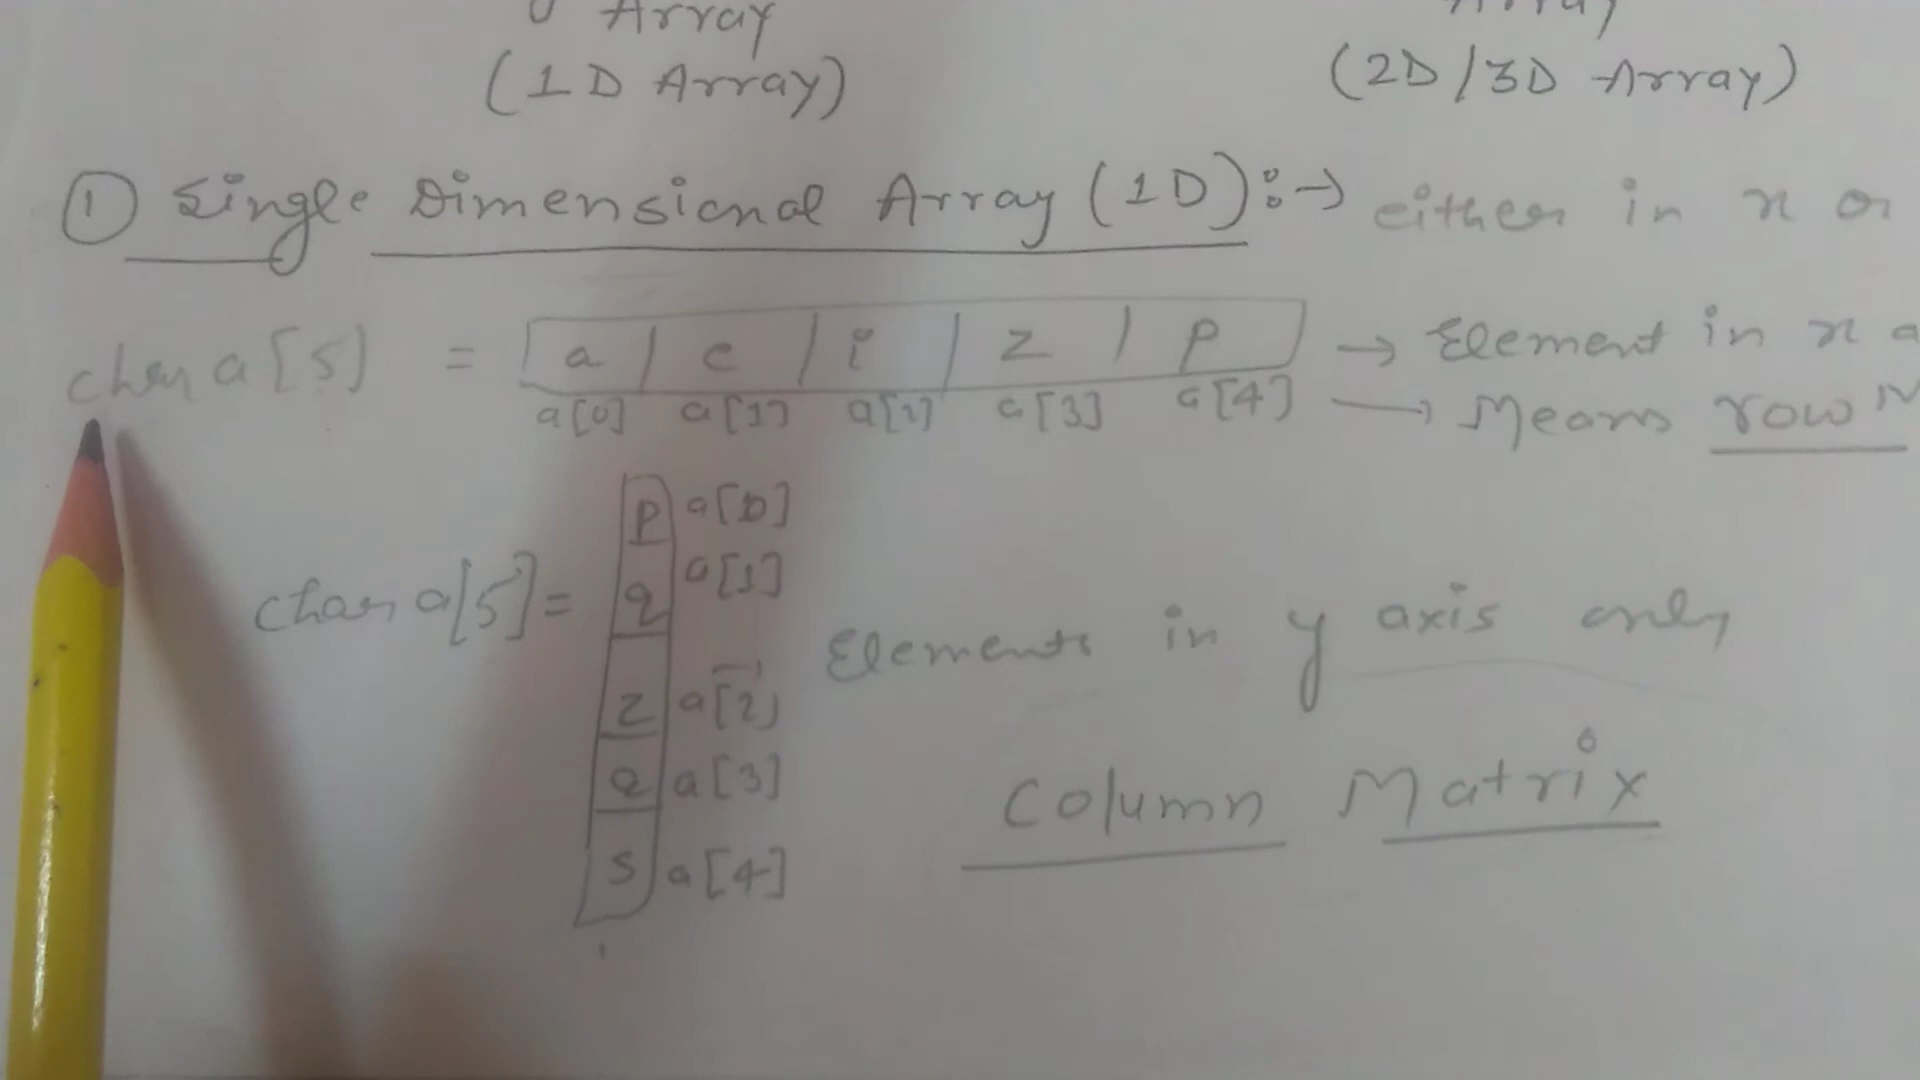 Array
(1D Array)
(2D/3D Array)
① Single Dimensional Array (1D):→ either in x or
char a[5] = | a | e | i | z | p | → Element in x a
a[0] a[1] a[2] a[3] a[4] → Means row
p a[0]
char a[5] = q a[1]
Elements in y axis only
z a[2]
a[3]
Column Matrix
s a[4]